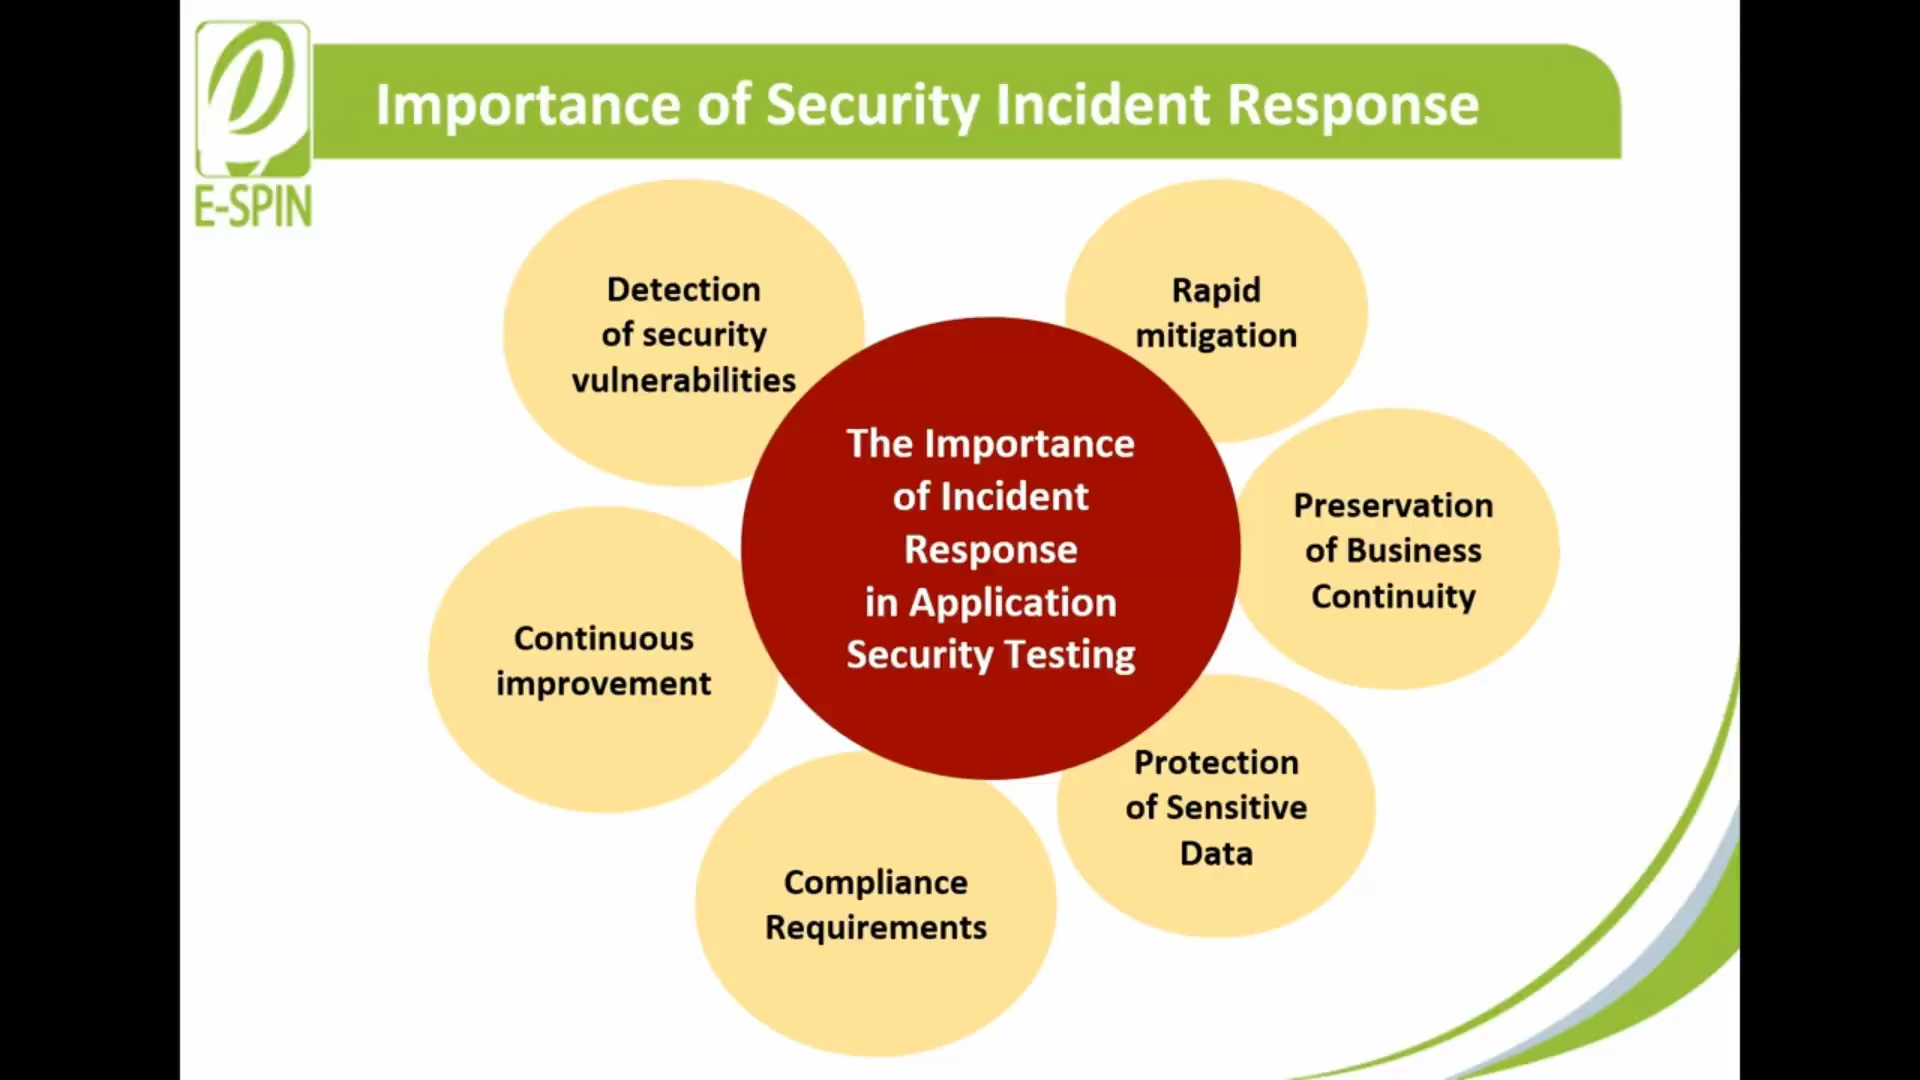 Importance of Security Incident Response
E-SPIN
Detection
of security
vulnerabilities
Rapid
mitigation
The Importance
of Incident
Response
in Application
Security Testing
Preservation
of Business
Continuity
Continuous
improvement
Protection
of Sensitive
Data
Compliance
Requirements